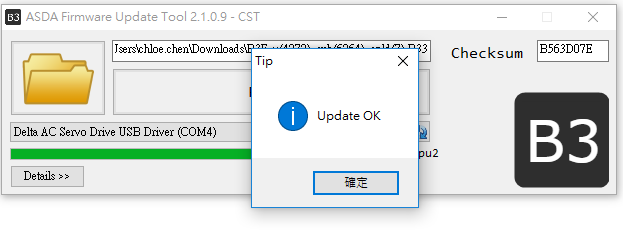 B3 ASDA Firmware Update Tool 2.1.0.9 - CST
Checksum
B563D07E
Tip
Update OK
Delta AC Servo Drive USB Driver (COM4)
pu2
B3
Details >>
確定